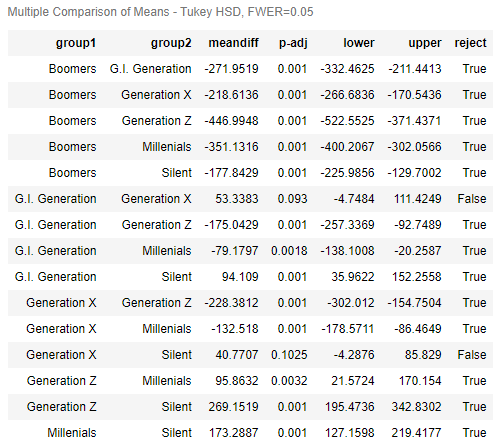 Multiple Comparison of Means - Tukey HSD, FWER=0.05
group1 group2 meandiff p-adj lower upper reject
Boomers G.I. Generation -271.9519 0.001 -332.4625 -211.4413 True
Boomers Generation X -218.6136 0.001 -266.6836 -170.5436 True
Boomers Generation Z -446.9948 0.001 -522.5525 -371.4371 True
Boomers Millenials -351.1316 0.001 -400.2067 -302.0566 True
Boomers Silent -177.8429 0.001 -225.9856 -129.7002 True
G.I. Generation Generation X 53.3383 0.093 -4.7484 111.4249 False
G.I. Generation Generation Z -175.0429 0.001 -257.3369 -92.7489 True
G.I. Generation Millenials -79.1797 0.0018 -138.1008 -20.2587 True
G.I. Generation Silent 94.109 0.001 35.9622 152.2558 True
Generation X Generation Z -228.3812 0.001 -302.012 -154.7504 True
Generation X Millenials -132.518 0.001 -178.5711 -86.4649 True
Generation X Silent 40.7707 0.1025 -4.2876 85.829 False
Generation Z Millenials 95.8632 0.0032 21.5724 170.154 True
Generation Z Silent 269.1519 0.001 195.4736 342.8302 True
Millenials Silent 173.2887 0.001 127.1598 219.4177 True